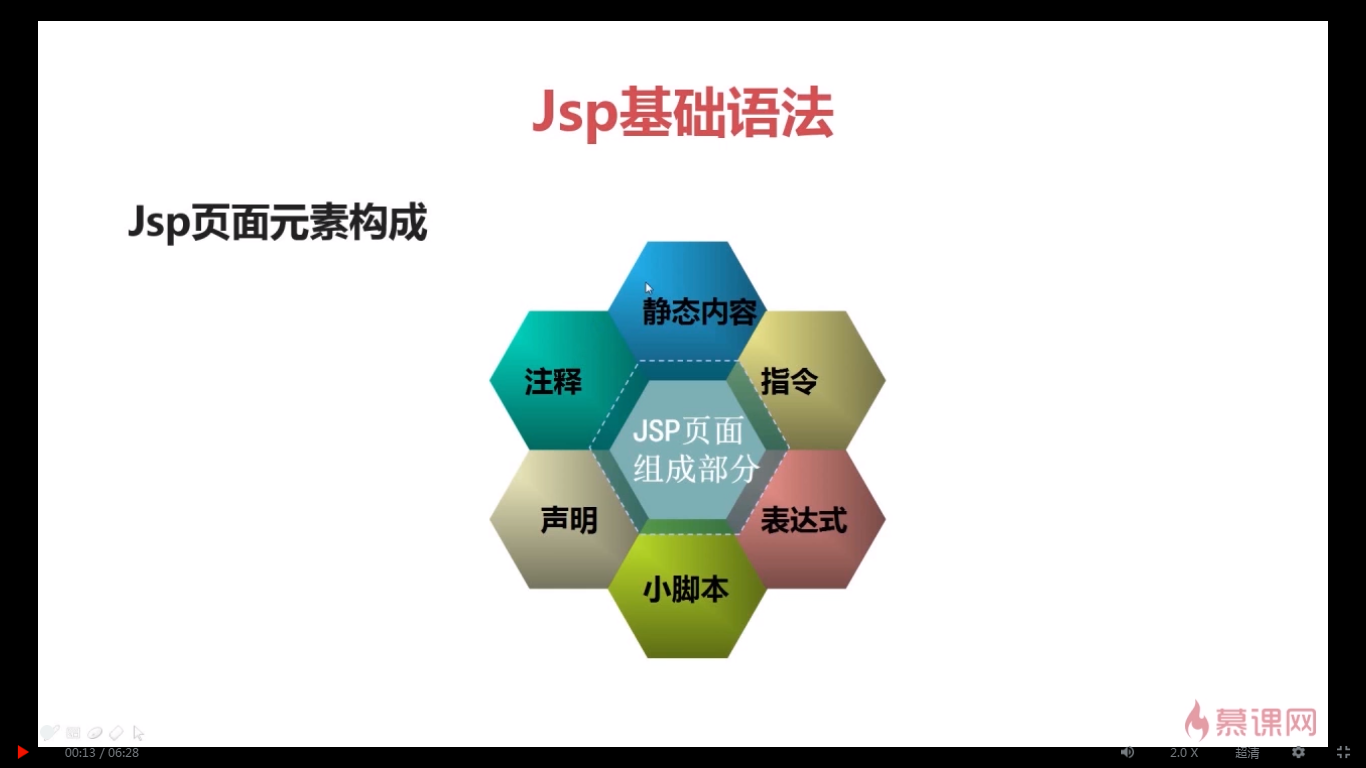 Jsp基础语法
Jsp页面元素构成
静态内容
注释
指令
JSP页面
组成部分
声明
表达式
小脚本
慕课网
00:13 / 06:28
2.0 X
超清